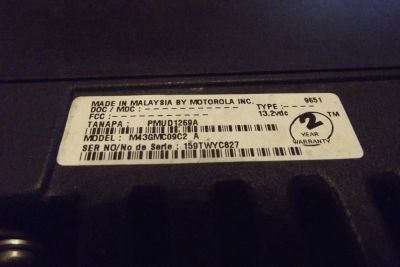 MADE IN MALAYSIA BY MOTOROLA INC. 9651
DOC / MOC : - - - - - - - - - - - - - TYPE : - - - -
FCC : - - - - - - - - - - - - - - - 13.2vdc
TANAPA : PMUD1269A
MODEL : M43GMC09C2 A
SER NO/No de Serie : 159TWYC827
2 TM
YEAR
WARRANTY